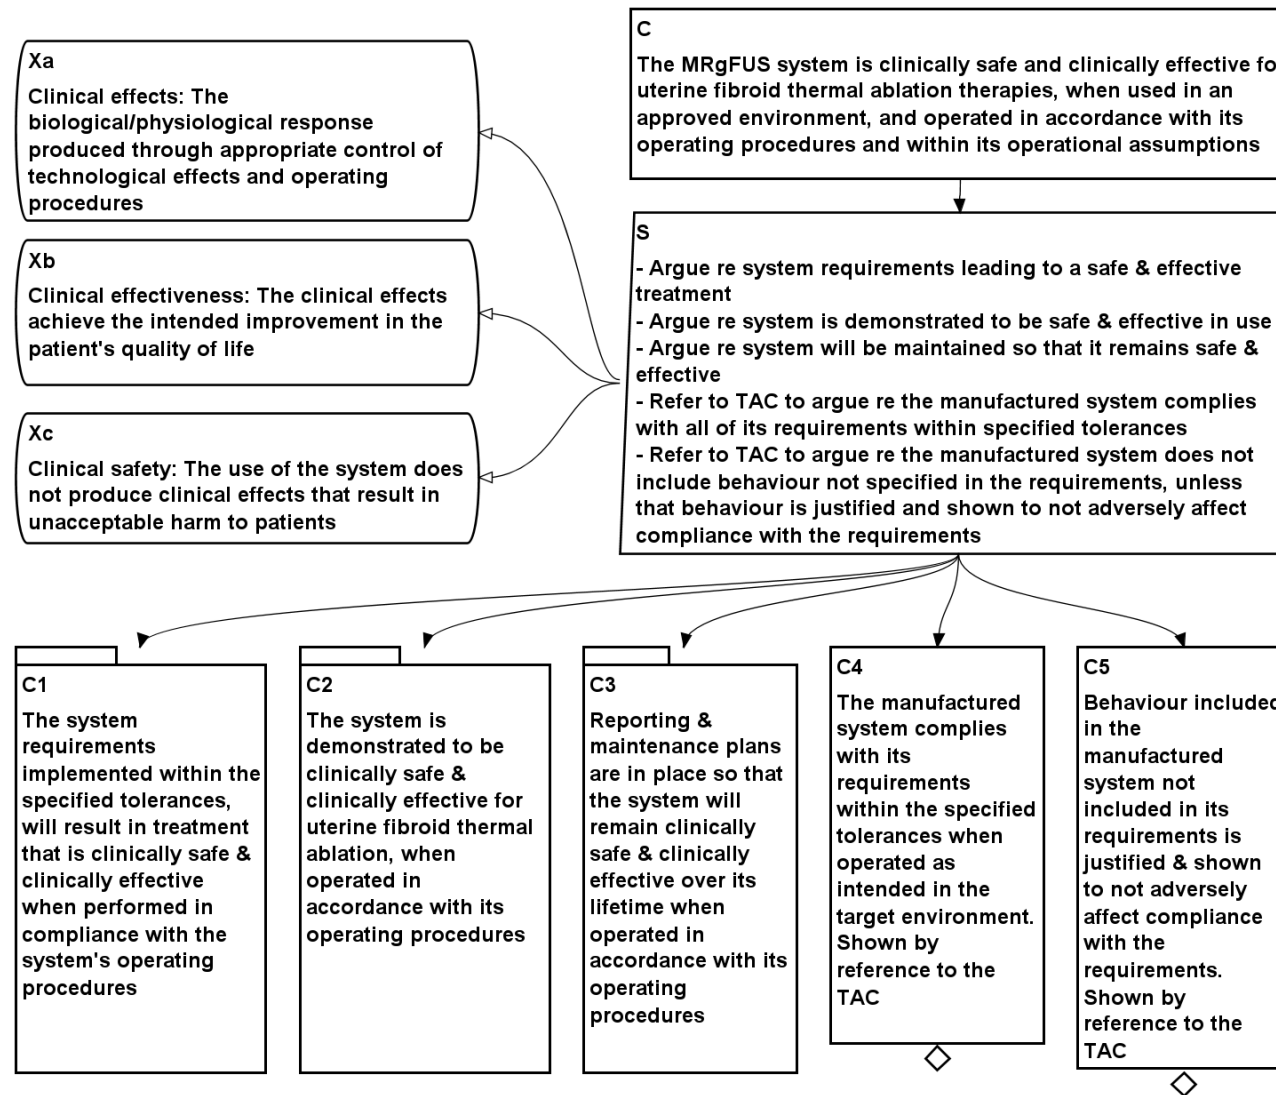 C
The MRgFUS system is clinically safe and clinically effective fo
uterine fibroid thermal ablation therapies, when used in an
approved environment, and operated in accordance with its
operating procedures and within its operational assumptions
Xa
Clinical effects: The
biological/physiological response
produced through appropriate control of
technological effects and operating
procedures
Xb
Clinical effectiveness: The clinical effects
achieve the intended improvement in the
patient's quality of life
Xc
Clinical safety: The use of the system does
not produce clinical effects that result in
unacceptable harm to patients
S
- Argue re system requirements leading to a safe & effective
treatment
- Argue re system is demonstrated to be safe & effective in use
- Argue re system will be maintained so that it remains safe &
effective
- Refer to TAC to argue re the manufactured system complies
with all of its requirements within specified tolerances
- Refer to TAC to argue re the manufactured system does not
include behaviour not specified in the requirements, unless
that behaviour is justified and shown to not adversely affect
compliance with the requirements
C1
The system
requirements
implemented within the
specified tolerances,
will result in treatment
that is clinically safe &
clinically effective
when performed in
compliance with the
system's operating
procedures
C2
The system is
demonstrated to be
clinically safe &
clinically effective for
uterine fibroid thermal
ablation, when
operated in
accordance with its
operating procedures
C3
Reporting &
maintenance plans
are in place so that
the system will
remain clinically
safe & clinically
effective over its
lifetime when
operated in
accordance with its
operating
procedures
C4
The manufactured
system complies
with its
requirements
within the specified
tolerances when
operated as
intended in the
target environment.
Shown by
reference to the
TAC
C5
Behaviour included
in the
manufactured
system not
included in its
requirements is
justified & shown
to not adversely
affect compliance
with the
requirements.
Shown by
reference to the
TAC